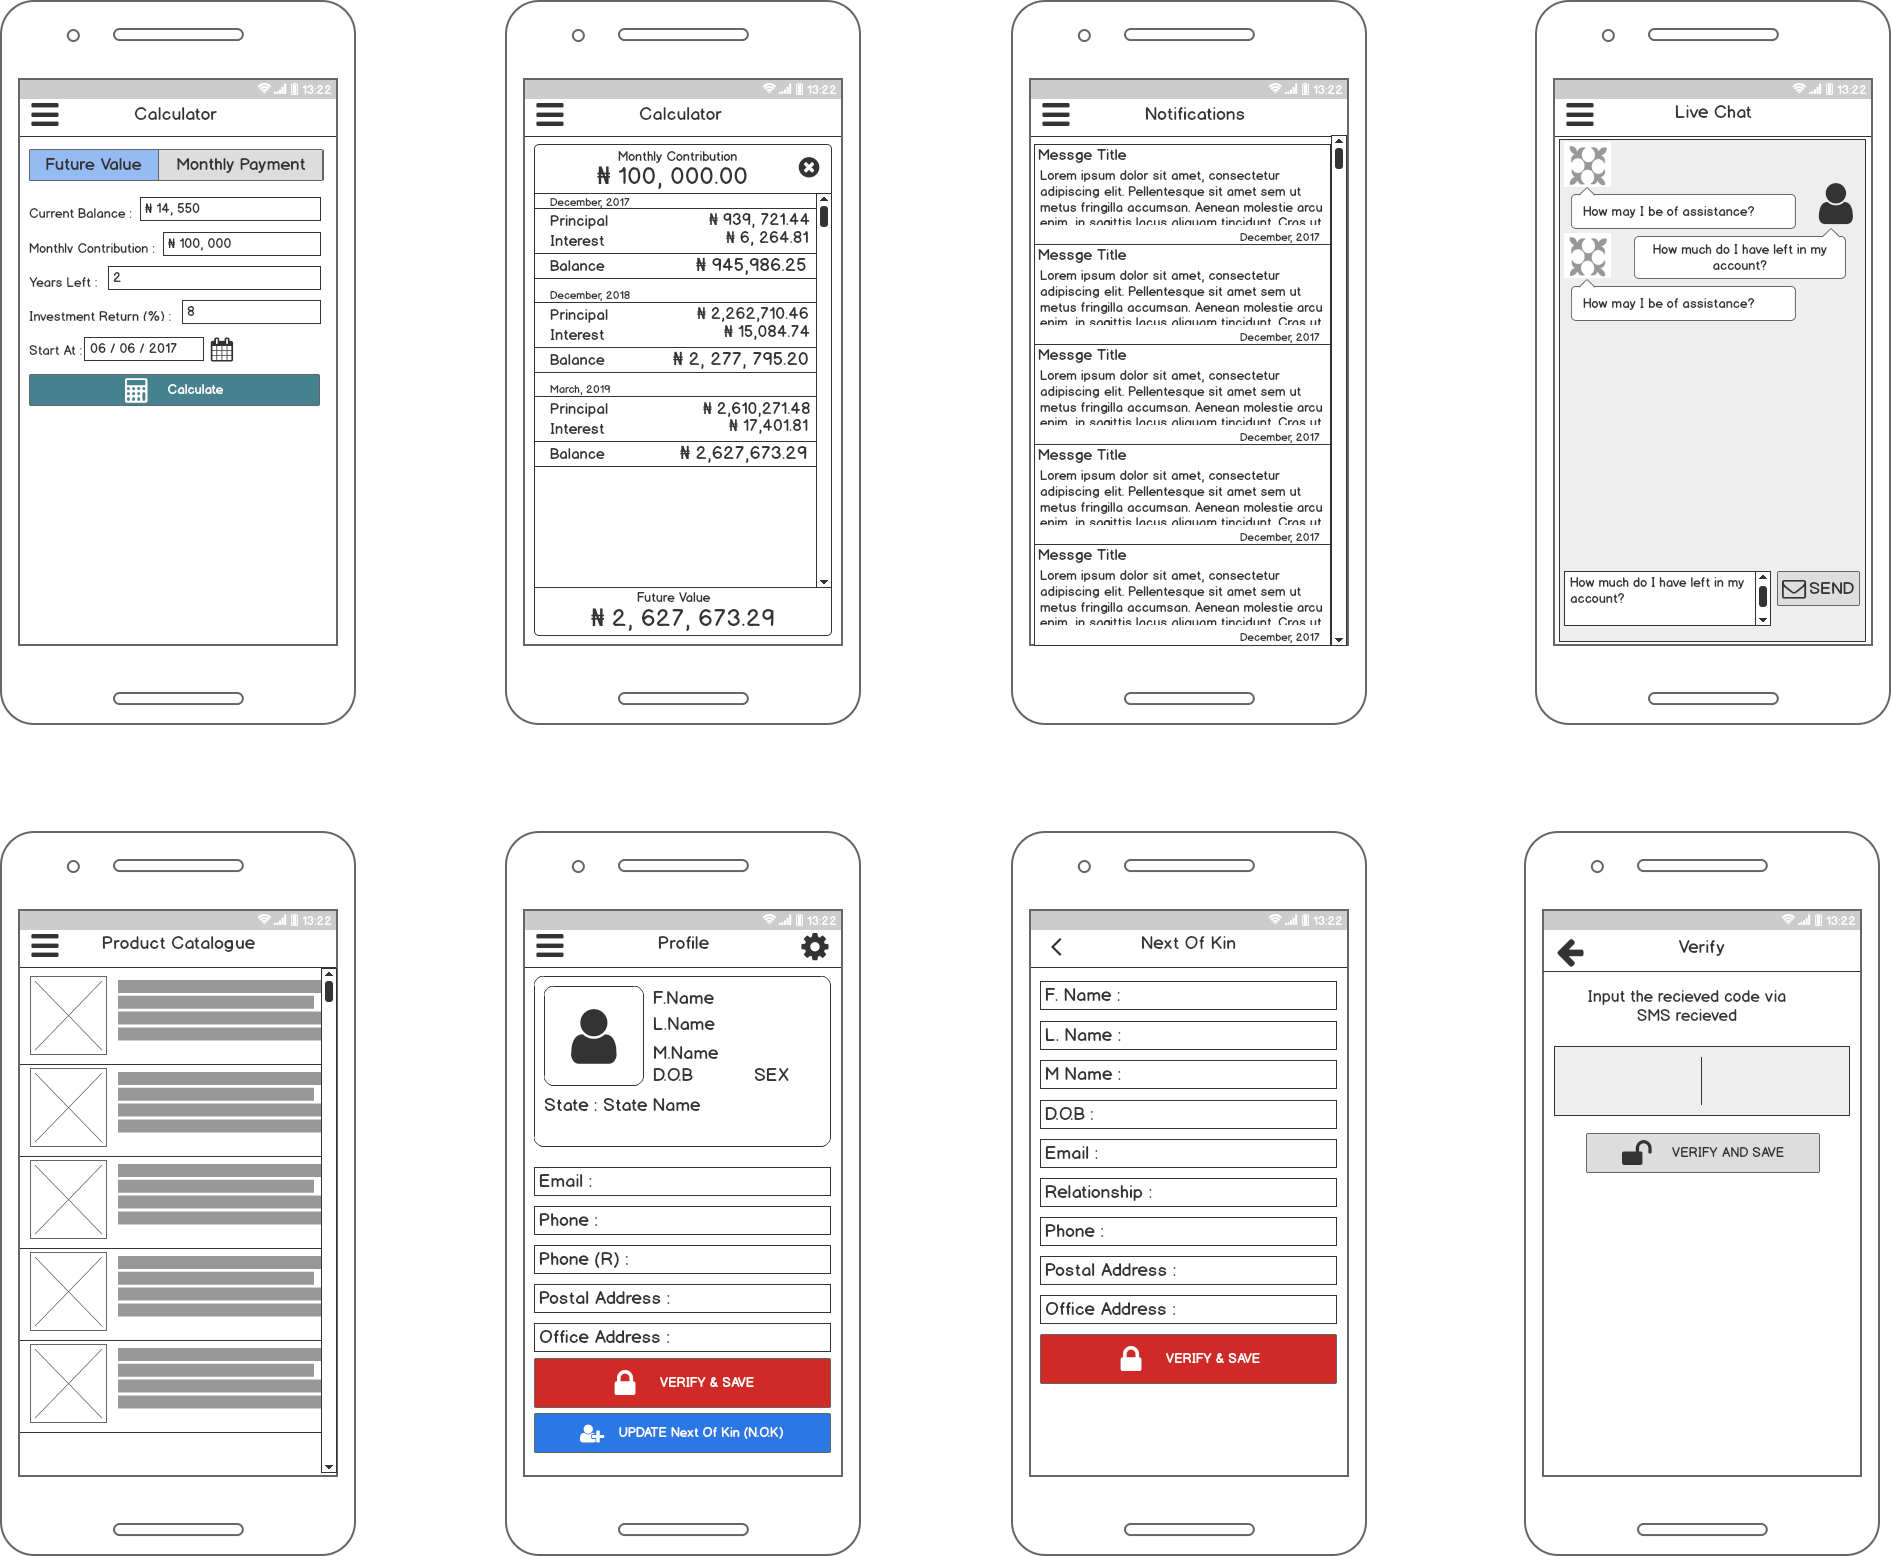 13:22
Calculator
Future Value
Monthly Payment
Current Balance :
₦ 14, 550
Monthly Contribution :
₦ 100, 000
Years Left :
2
Investment Return (%) :
8
Start At :
06 / 06 / 2017
Calculate
13:22
Calculator
Monthly Contribution
₦ 100, 000.00
December, 2017
Principal ₦ 939, 721.44
Interest ₦ 6, 264.81
Balance ₦ 945,986.25
December, 2018
Principal ₦ 2,262,710.46
Interest ₦ 15,084.74
Balance ₦ 2, 277, 795.20
March, 2019
Principal ₦ 2,610,271.48
Interest ₦ 17,401.81
Balance ₦ 2,627,673.29
Future Value
₦ 2, 627, 673.29
13:22
Notifications
Messge Title
Lorem ipsum dolor sit amet, consectetur
adipiscing elit. Pellentesque sit amet sem ut
metus fringilla accumsan. Aenean molestie arcu
enim, in sagittis lacus aliquam tincidunt. Cras ut
December, 2017
Messge Title
Lorem ipsum dolor sit amet, consectetur
adipiscing elit. Pellentesque sit amet sem ut
metus fringilla accumsan. Aenean molestie arcu
enim, in sagittis lacus aliquam tincidunt. Cras ut
December, 2017
Messge Title
Lorem ipsum dolor sit amet, consectetur
adipiscing elit. Pellentesque sit amet sem ut
metus fringilla accumsan. Aenean molestie arcu
enim, in sagittis lacus aliquam tincidunt. Cras ut
December, 2017
Messge Title
Lorem ipsum dolor sit amet, consectetur
adipiscing elit. Pellentesque sit amet sem ut
metus fringilla accumsan. Aenean molestie arcu
enim, in sagittis lacus aliquam tincidunt. Cras ut
December, 2017
Messge Title
Lorem ipsum dolor sit amet, consectetur
adipiscing elit. Pellentesque sit amet sem ut
metus fringilla accumsan. Aenean molestie arcu
enim, in sagittis lacus aliquam tincidunt. Cras ut
December, 2017
13:22
Live Chat
How may I be of assistance?
How much do I have left in my
account?
How may I be of assistance?
How much do I have left in my
account?
SEND
13:22
Product Catalogue
13:22
Profile
F.Name
L.Name
M.Name
D.O.B SEX
State : State Name
Email :
Phone :
Phone (R) :
Postal Address :
Office Address :
VERIFY & SAVE
UPDATE Next Of Kin (N.O.K)
13:22
Next Of Kin
F. Name :
L. Name :
M Name :
D.O.B :
Email :
Relationship :
Phone :
Postal Address :
Office Address :
VERIFY & SAVE
13:22
Verify
Input the recieved code via
SMS recieved
VERIFY AND SAVE